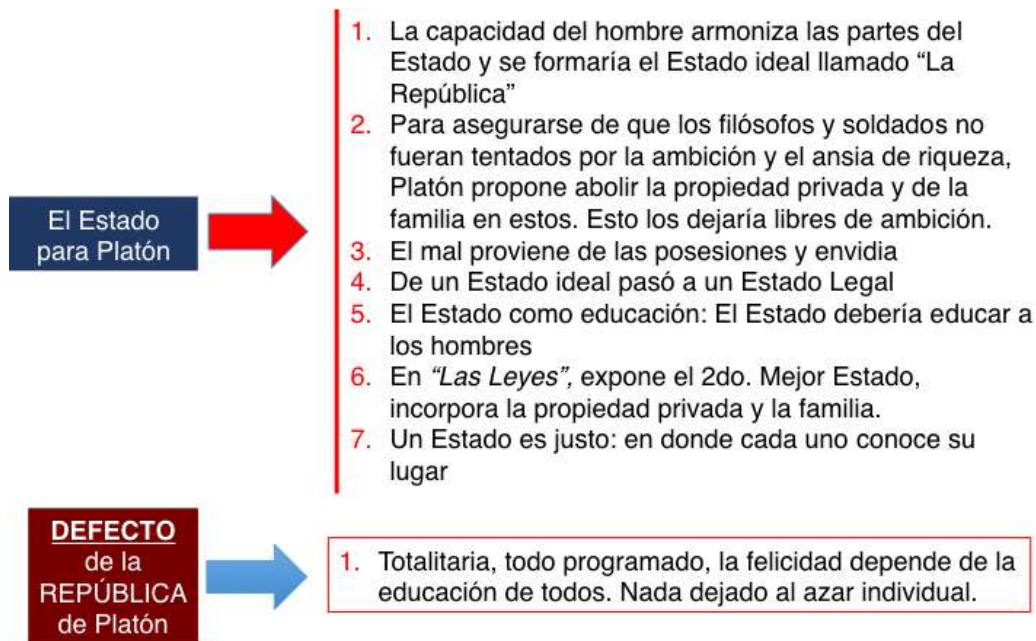 El Estado
para Platón
1. La capacidad del hombre armoniza las partes del
Estado y se formaría el Estado ideal llamado “La
República”
2. Para asegurarse de que los filósofos y soldados no
fueran tentados por la ambición y el ansia de riqueza,
Platón propone abolir la propiedad privada y de la
familia en estos. Esto los dejaría libres de ambición.
3. El mal proviene de las posesiones y envidia
4. De un Estado ideal pasó a un Estado Legal
5. El Estado como educación: El Estado debería educar a
los hombres
6. En “Las Leyes”, expone el 2do. Mejor Estado,
incorpora la propiedad privada y la familia.
7. Un Estado es justo: en donde cada uno conoce su
lugar
DEFECTO
de la
REPÚBLICA
de Platón
1. Totalitaria, todo programado, la felicidad depende de la
educación de todos. Nada dejado al azar individual.